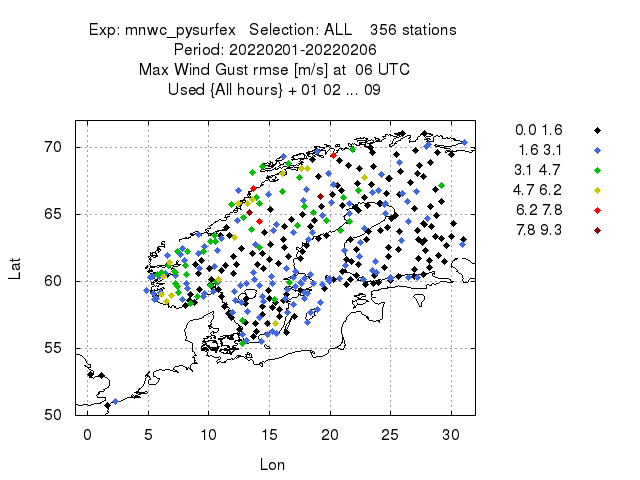 Exp: mnwc_pysurfex   Selection: ALL    356 stations
Period: 20220201-20220206
Max Wind Gust rmse [m/s] at  06 UTC
Used {All hours} + 01 02 ... 09
0.0 1.6
1.6 3.1
3.1 4.7
4.7 6.2
6.2 7.8
7.8 9.3
70
65
60
55
50
Lat
0 5 10 15 20 25 30
Lon